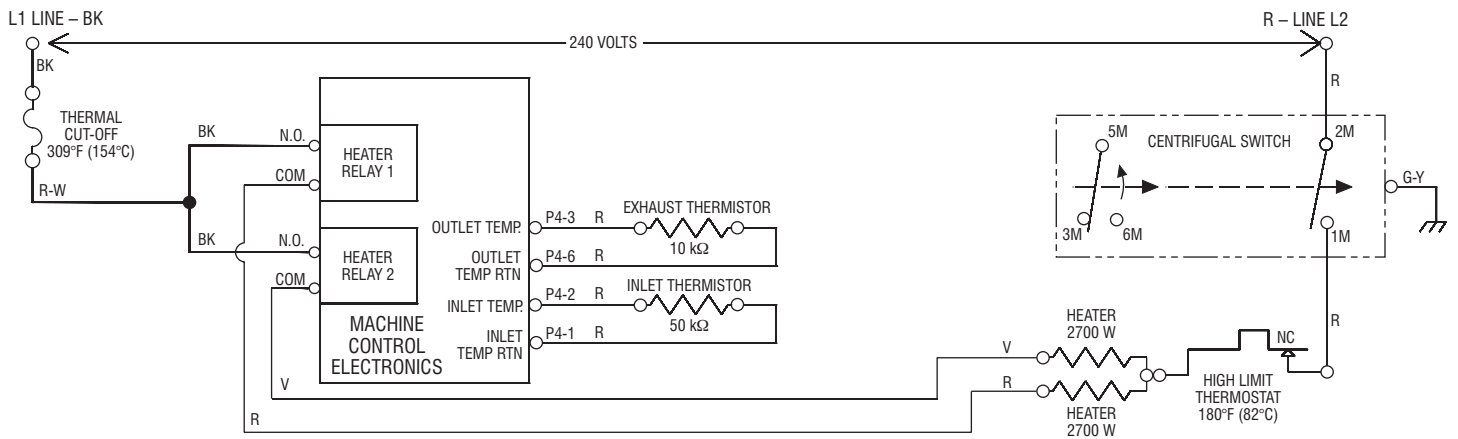 L1 LINE – BK
R – LINE L2
240 VOLTS
BK
R
THERMAL
CUT-OFF
309°F (154°C)
R-W
BK
N.O.
COM
HEATER
RELAY 1
BK
N.O.
COM
HEATER
RELAY 2
OUTLET TEMP.
OUTLET
TEMP RTN
INLET TEMP.
INLET
TEMP RTN
MACHINE
CONTROL
ELECTRONICS
P4-3 R
EXHAUST THERMISTOR
10 kΩ
P4-6 R
P4-2 R
INLET THERMISTOR
50 kΩ
P4-1 R
5M
CENTRIFUGAL SWITCH
2M
G-Y
3M
6M
1M
R
V
R
V
R
HEATER
2700 W
HEATER
2700 W
NC
HIGH LIMIT
THERMOSTAT
180°F (82°C)